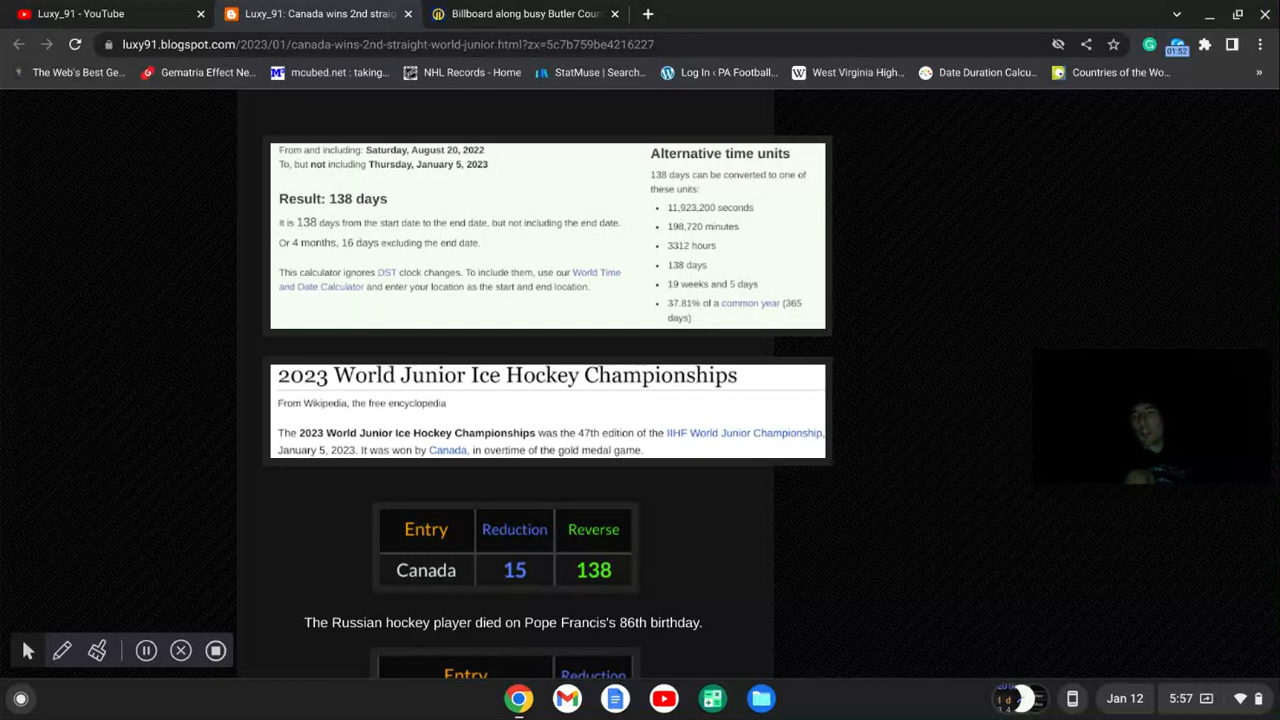 Luxy_91 - YouTube
Luxy_91: Canada wins 2nd straig
Billboard along busy Butler Coun
luxy91.blogspot.com/2023/01/canada-wins-2nd-straight-world-junior.html?zx=5c7b759be4216227
01:52
The Web's Best Ge...
Gematria Effect Ne...
mcubed.net : taking...
NHL Records - Home
StatMuse | Search...
Log In ‹ PA Football...
West Virginia High...
Date Duration Calcu...
Countries of the Wo...
»
From and including: Saturday, August 20, 2022
To, but not including Thursday, January 5, 2023
Result: 138 days
It is 138 days from the start date to the end date, but not including the end date.
Or 4 months, 16 days excluding the end date.
This calculator ignores DST clock changes. To include them, use our World Time
and Date Calculator and enter your location as the start and end location.
Alternative time units
138 days can be converted to one of
these units:
• 11,923,200 seconds
• 198,720 minutes
• 3312 hours
• 138 days
• 19 weeks and 5 days
• 37.81% of a common year (365
days)
2023 World Junior Ice Hockey Championships
From Wikipedia, the free encyclopedia
The 2023 World Junior Ice Hockey Championships was the 47th edition of the IIHF World Junior Championship,
January 5, 2023. It was won by Canada, in overtime of the gold medal game.
Entry Reduction Reverse
Canada 15 138
The Russian hockey player died on Pope Francis's 86th birthday.
Entry Reduction
Jan 12
5:57